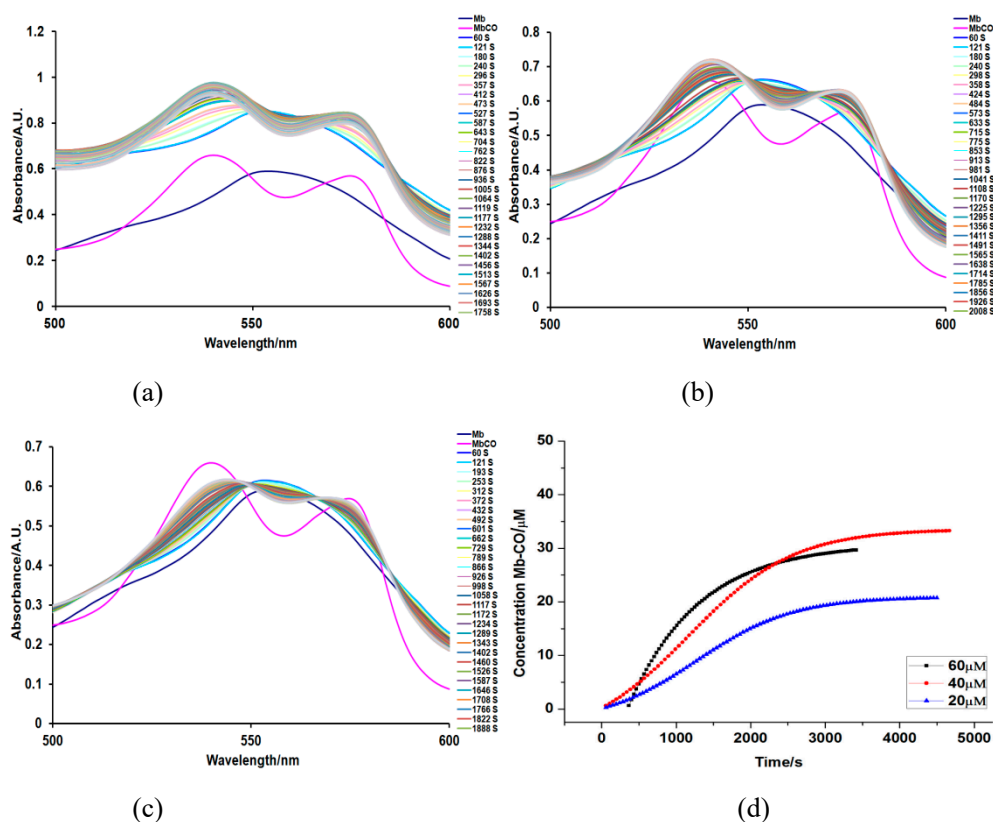 1.2
1
0.8
0.6
0.4
0.2
0
Absorbance/A.U.
500
550
600
Wavelength/nm
Mb
MbCO
60 S
121 S
180 S
240 S
296 S
357 S
412 S
473 S
527 S
587 S
643 S
704 S
762 S
822 S
876 S
936 S
1005 S
1064 S
1119 S
1177 S
1232 S
1288 S
1344 S
1402 S
1456 S
1513 S
1567 S
1626 S
1693 S
1758 S
(a)
0.8
0.7
0.6
0.5
0.4
0.3
0.2
0.1
0
Absorbance/A.U.
500
550
600
Wavelength/nm
Mb
MbCO
60 S
121 S
180 S
240 S
298 S
358 S
424 S
484 S
573 S
633 S
715 S
775 S
853 S
913 S
981 S
1041 S
1108 S
1170 S
1225 S
1295 S
1356 S
1411 S
1491 S
1565 S
1638 S
1714 S
1785 S
1856 S
1926 S
2008 S
(b)
0.7
0.6
0.5
0.4
0.3
0.2
0.1
0
Absorbance/A.U.
500
550
600
Wavelength/nm
Mb
MbCO
60 S
121 S
193 S
253 S
312 S
372 S
432 S
492 S
601 S
662 S
729 S
789 S
866 S
926 S
998 S
1058 S
1117 S
1172 S
1234 S
1289 S
1343 S
1402 S
1460 S
1526 S
1587 S
1646 S
1708 S
1766 S
1822 S
1888 S
(c)
50
40
30
20
10
0
Concentration Mb-CO/µM
0
1000
2000
3000
4000
5000
Time/s
60µM
40µM
20µM
(d)